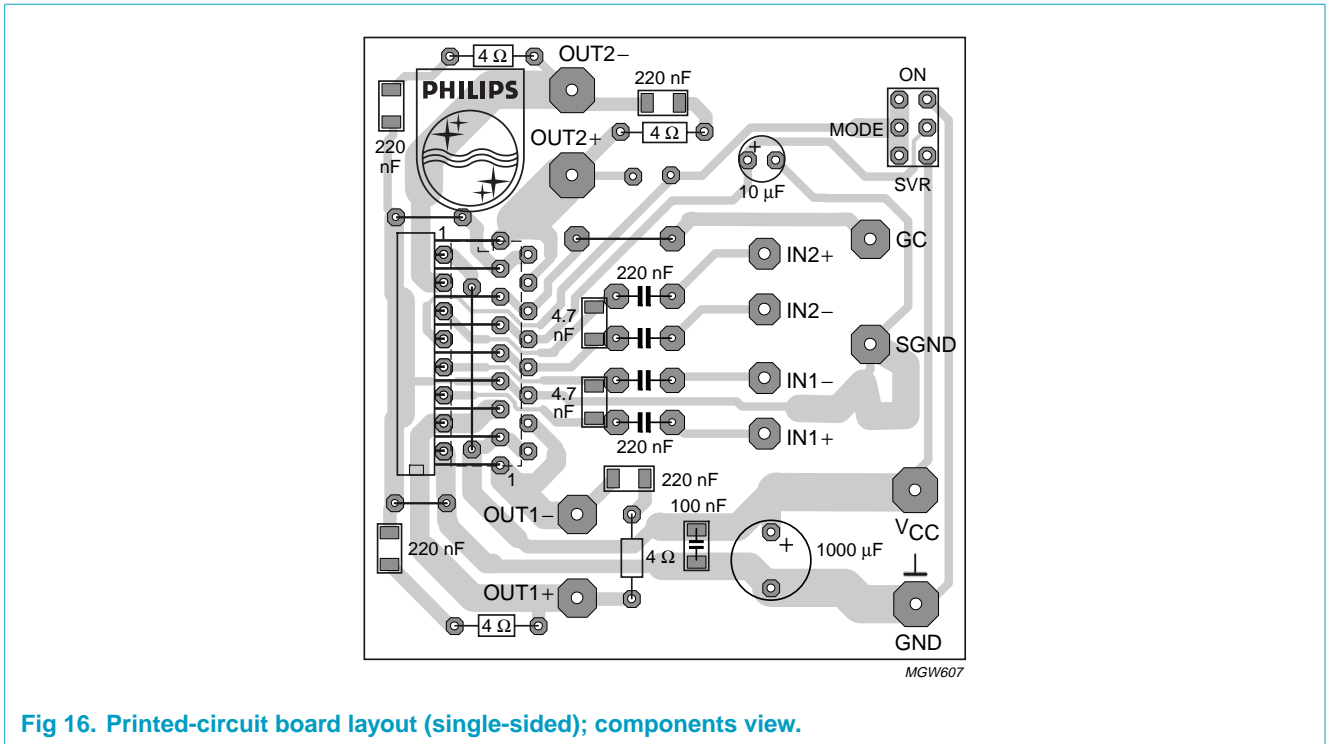 4 Ω
OUT2−
PHILIPS
220 nF
ON
220
nF
4 Ω
MODE
OUT2+
+
10 µF
SVR
1
GC
IN2+
220 nF
IN2−
4.7
nF
SGND
IN1−
4.7
nF
IN1+
220 nF
1
220 nF
100 nF
OUT1−
VCC
220 nF
4 Ω
+
1000 µF
OUT1+
4 Ω
GND
MGW607
Fig 16. Printed-circuit board layout (single-sided); components view.